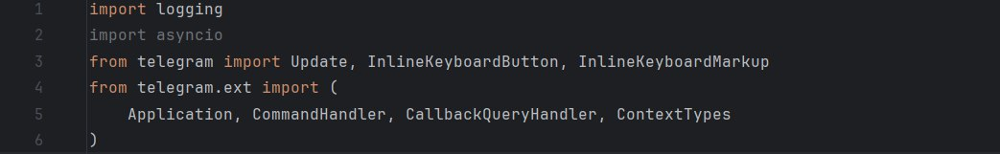 1 import logging
2 import asyncio
3 from telegram import Update, InlineKeyboardButton, InlineKeyboardMarkup
4 from telegram.ext import (
5     Application, CommandHandler, CallbackQueryHandler, ContextTypes
6 )